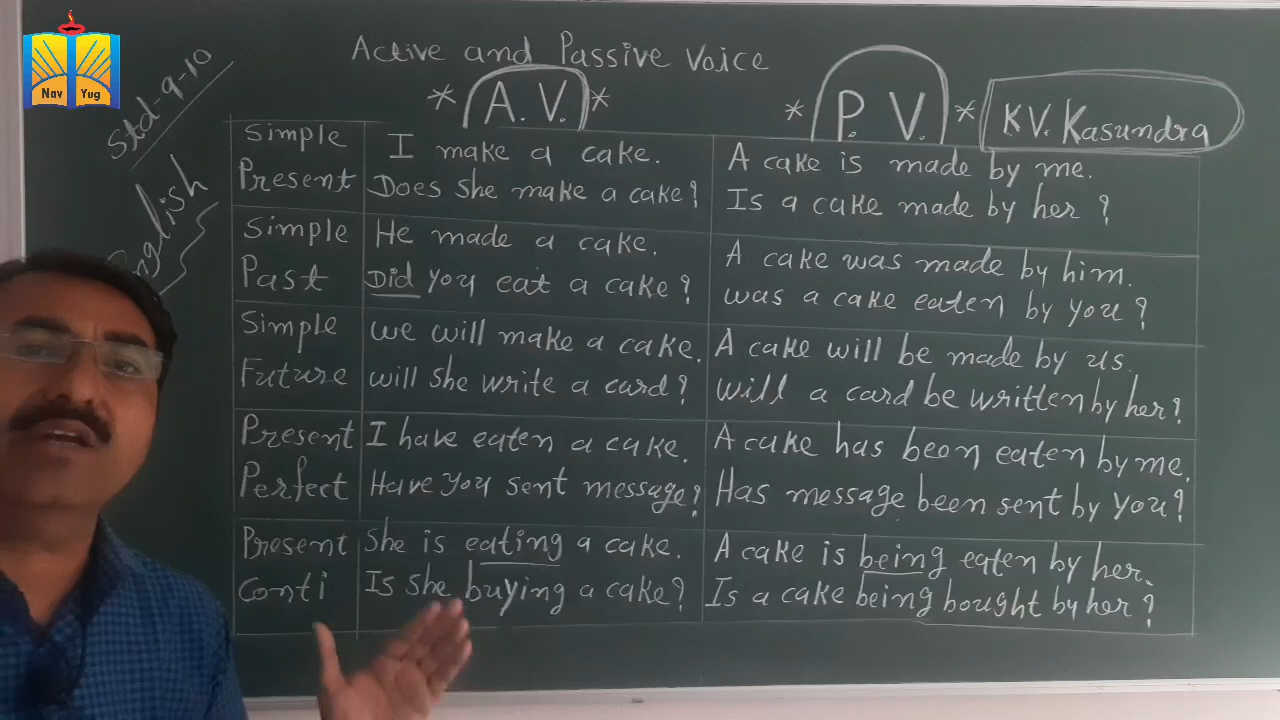 Nav Yug
Std-9-10
English
Active and Passive Voice
* A. V. *
* P. V. *
K.V. Kasundra
Simple Present
I make a cake.
A cake is made by me.
Does she make a cake?
Is a cake made by her?
Simple Past
He made a cake.
A cake was made by him.
Did you eat a cake?
was a cake eaten by you?
Simple Future
we will make a cake.
A cake will be made by us.
will she write a card?
will a card be written by her?
Present Perfect
I have eaten a cake.
A cake has been eaten by me.
Have you sent message?
Has message been sent by you?
Present Conti
She is eating a cake.
A cake is being eaten by her.
Is she buying a cake?
Is a cake being bought by her?